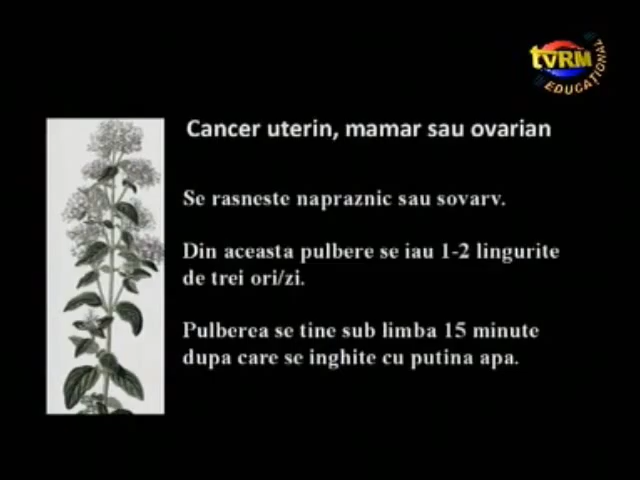 tvRM
EDUCAŢIONAL
Cancer uterin, mamar sau ovarian
Se rasneste napraznic sau sovarv.
Din aceasta pulbere se iau 1-2 lingurite
de trei ori/zi.
Pulberea se tine sub limba 15 minute
dupa care se inghite cu putina apa.